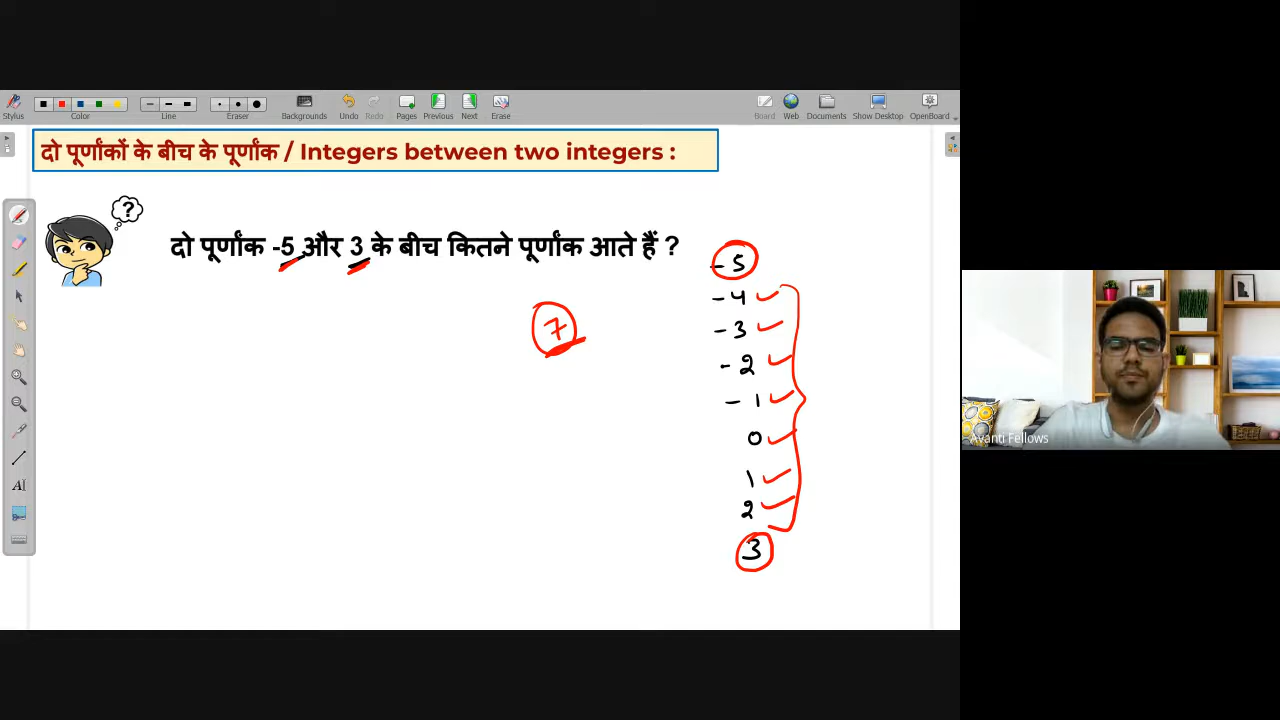 Stylus
Color
Line
Eraser
Backgrounds
Undo
Redo
Pages
Previous
Next
Erase
Board
Web
Documents
Show Desktop
OpenBoard
दो पूर्णांकों के बीच के पूर्णांक / Integers between two integers :
?
दो पूर्णांक -5 और 3 के बीच कितने पूर्णांक आते हैं ?
7
- 5
- 4
- 3
- 2
- 1
0
1
2
3
A
Avanti Fellows